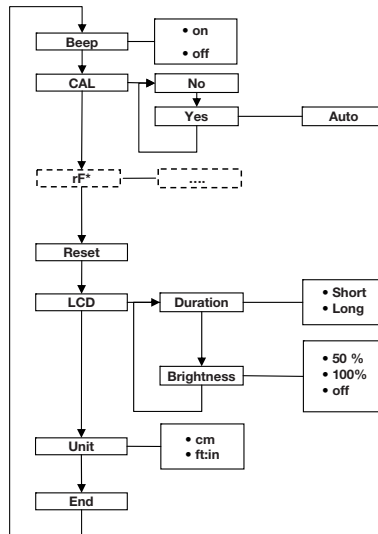 Beep
• on
• off
CAL
No
Yes
Auto
rF*
....
Reset
LCD
Duration
• Short
• Long
Brightness
• 50 %
• 100%
• off
Unit
• cm
• ft:in
End